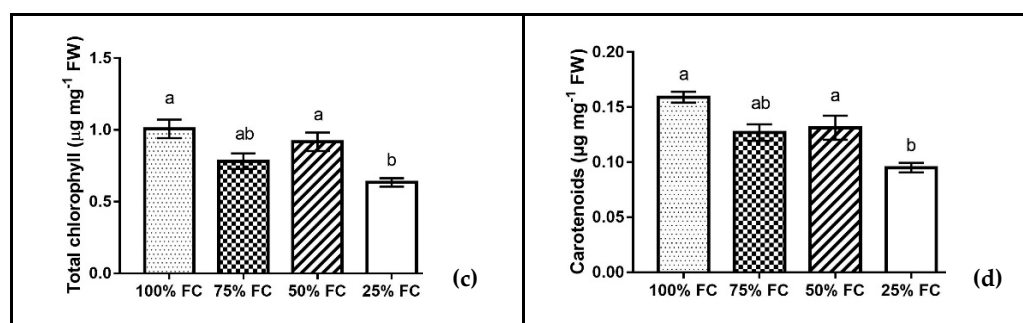 Total chlorophyll (µg mg⁻¹ FW)
1.5
1.0
0.5
0.0
a
ab
a
b
100% FC 75% FC 50% FC 25% FC
(c)
Carotenoids (µg mg⁻¹ FW)
0.20
0.15
0.10
0.05
0.00
a
ab
a
b
100% FC 75% FC 50% FC 25% FC
(d)